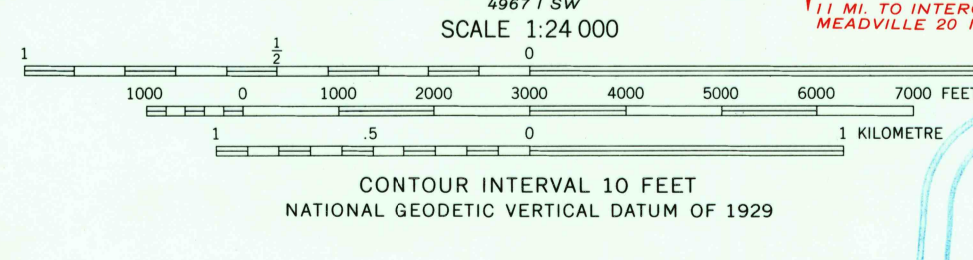 4967 I SW
11 MI. TO
MEADVILLE 20
SCALE 1:24 000
1 1/2 0
1000 0 1000 2000 3000 4000 5000 6000 7000 FEET
1 .5 0 1 KILOMETRE
CONTOUR INTERVAL 10 FEET
NATIONAL GEODETIC VERTICAL DATUM OF 1929